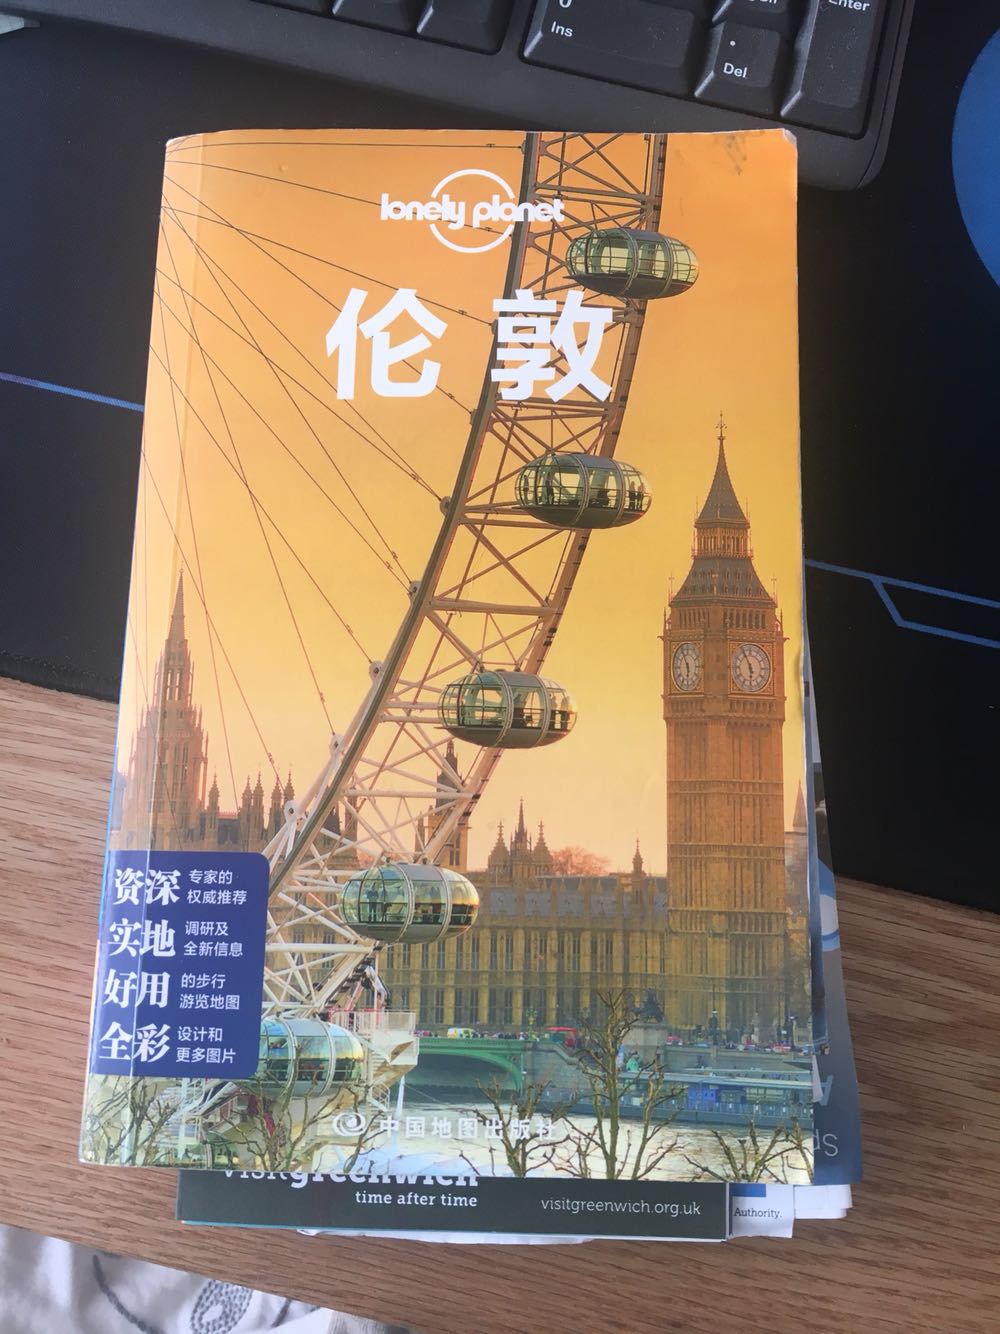 0
Ins
.
Del
Enter
lonely planet
伦敦
资深 专家的
权威推荐
实地 调研及
全新信息
好用 的步行
游览地图
全彩 设计和
更多图片
中国地图出版社
visitgreenwich
time after time
visitgreenwich.org.uk
Authority.